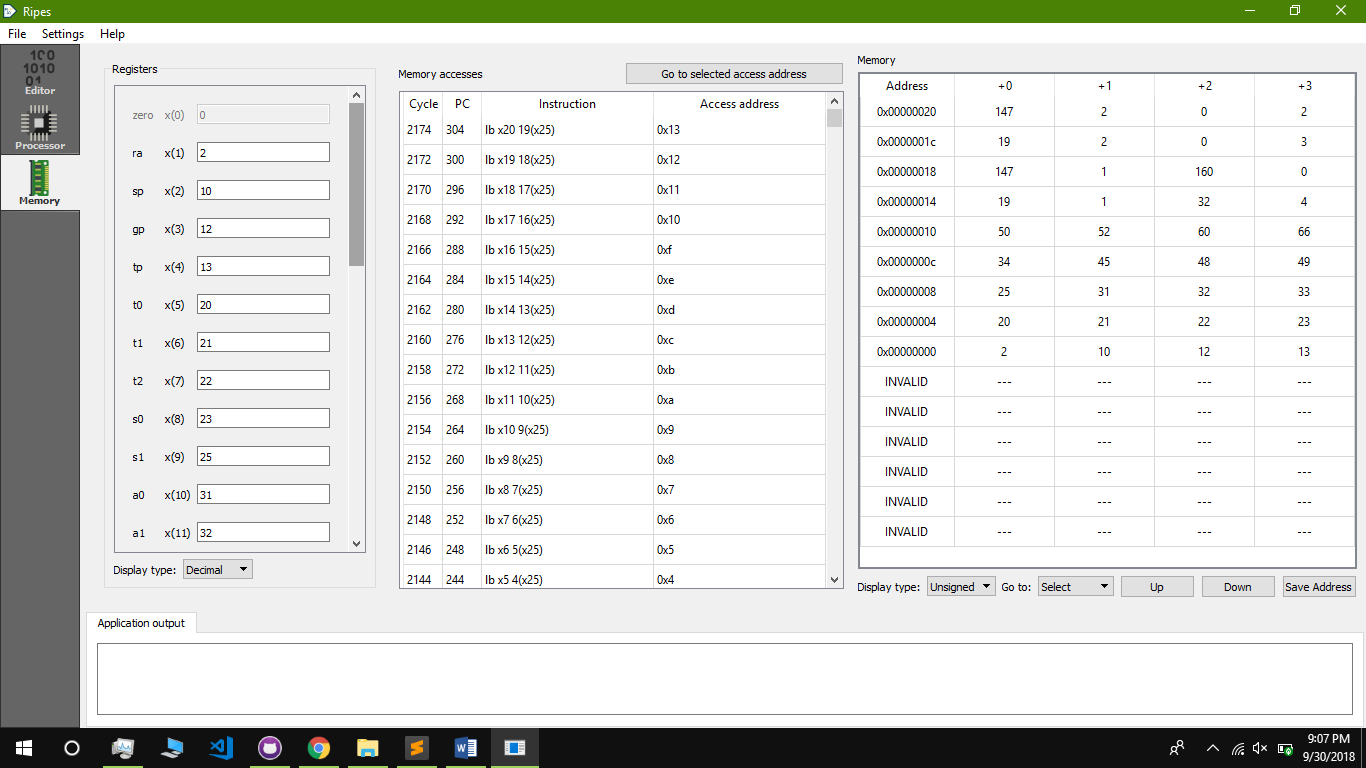 Ripes
File Settings Help
Editor
Processor
Memory
Registers
zero x(0) 0
ra x(1) 2
sp x(2) 10
gp x(3) 12
tp x(4) 13
t0 x(5) 20
t1 x(6) 21
t2 x(7) 22
s0 x(8) 23
s1 x(9) 25
a0 x(10) 31
a1 x(11) 32
Display type: Decimal
Memory accesses
Go to selected access address
Cycle PC Instruction Access address
2174 304 lb x20 19(x25) 0x13
2172 300 lb x19 18(x25) 0x12
2170 296 lb x18 17(x25) 0x11
2168 292 lb x17 16(x25) 0x10
2166 288 lb x16 15(x25) 0xf
2164 284 lb x15 14(x25) 0xe
2162 280 lb x14 13(x25) 0xd
2160 276 lb x13 12(x25) 0xc
2158 272 lb x12 11(x25) 0xb
2156 268 lb x11 10(x25) 0xa
2154 264 lb x10 9(x25) 0x9
2152 260 lb x9 8(x25) 0x8
2150 256 lb x8 7(x25) 0x7
2148 252 lb x7 6(x25) 0x6
2146 248 lb x6 5(x25) 0x5
2144 244 lb x5 4(x25) 0x4
Memory
Address +0 +1 +2 +3
0x00000020 147 2 0 2
0x0000001c 19 2 0 3
0x00000018 147 1 160 0
0x00000014 19 1 32 4
0x00000010 50 52 60 66
0x0000000c 34 45 48 49
0x00000008 25 31 32 33
0x00000004 20 21 22 23
0x00000000 2 10 12 13
INVALID --- --- --- ---
INVALID --- --- --- ---
INVALID --- --- --- ---
INVALID --- --- --- ---
INVALID --- --- --- ---
INVALID --- --- --- ---
Display type: Unsigned Go to: Select Up Down Save Address
Application output
9:07 PM
9/30/2018